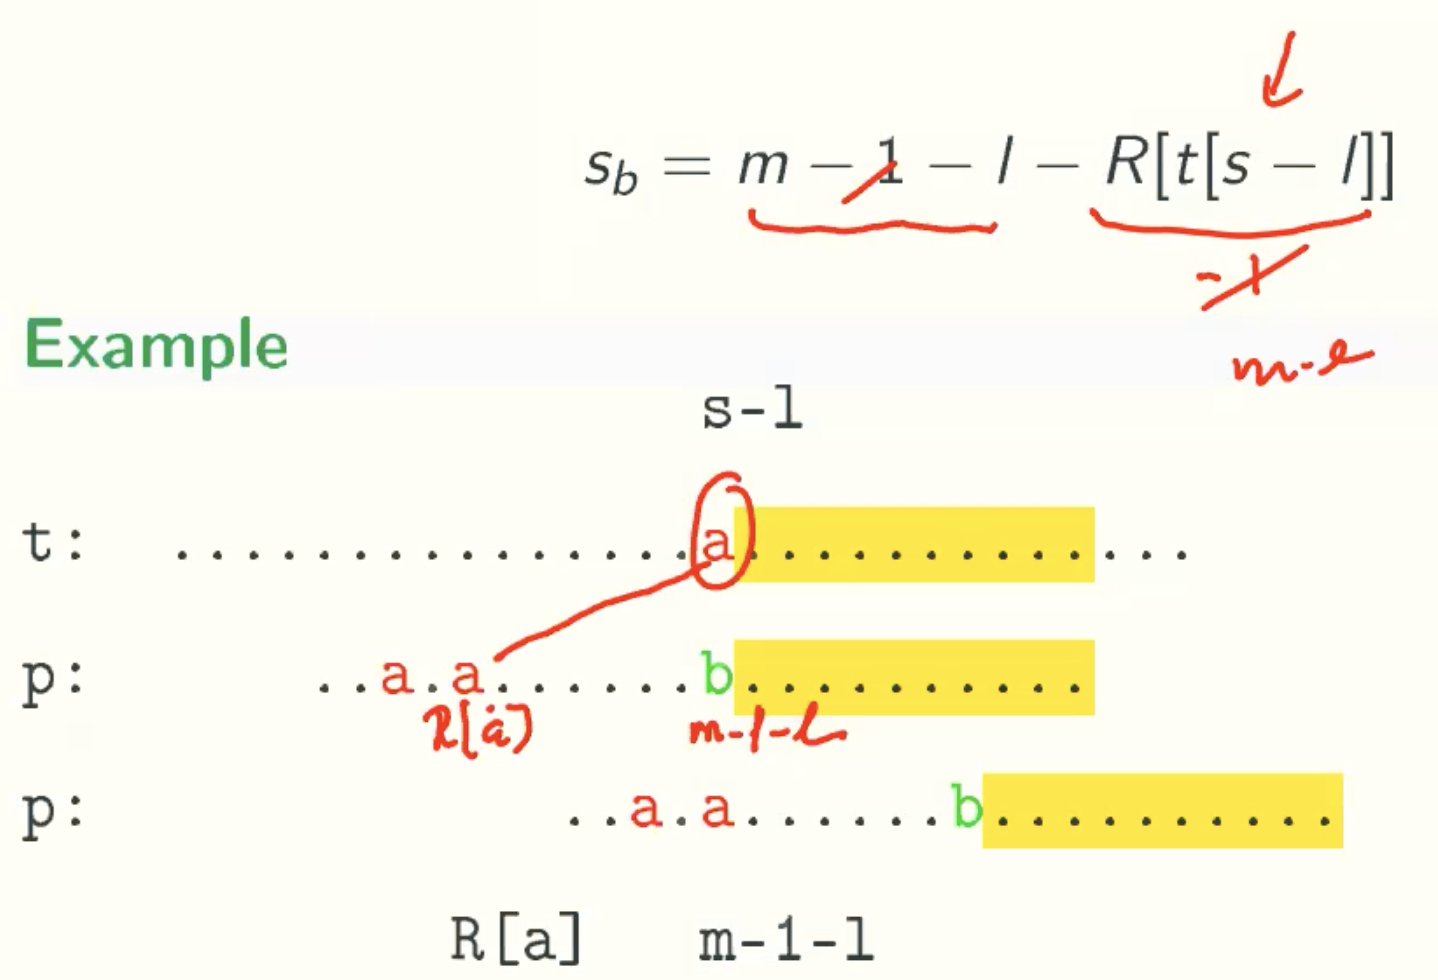 s_b = m − 1 − l − R[t[s − l]]
-1
Example
m-l
s-l
t: ...............a.............
p: ..a.a......b..........
R[a] m-1-l
p: ..a.a......b..........
R[a] m-1-l